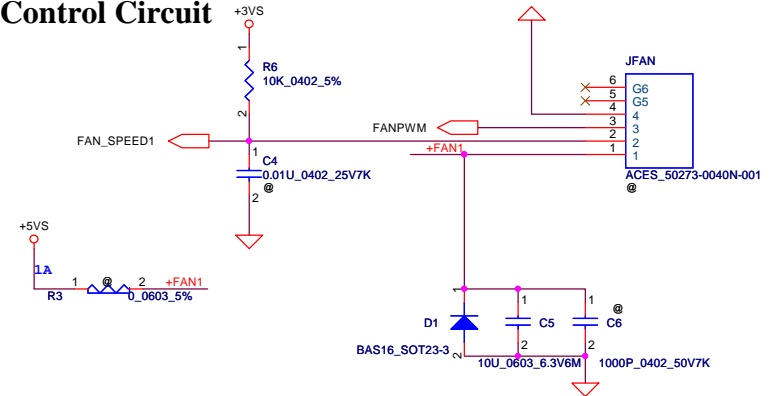 Control Circuit
+3VS
1
R6
10K_0402_5%
2
FAN_SPEED1
1
C4
0.01U_0402_25V7K
@
2
FANPWM
+FAN1
JFAN
6
5
4
3
2
1
G6
G5
4
3
2
1
ACES_50273-0040N-001
@
+5VS
1A
1
@
2
+FAN1
R3
0_0603_5%
1
D1
BAS16_SOT23-3
2
1
C5
2
10U_0603_6.3V6M
1
@
C6
2
1000P_0402_50V7K